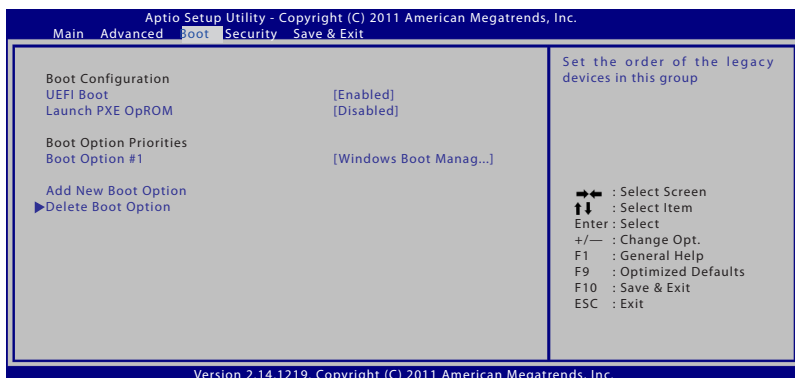 Aptio Setup Utility - Copyright (C) 2011 American Megatrends, Inc.
Main Advanced Boot Security Save & Exit
Boot Configuration
UEFI Boot [Enabled]
Launch PXE OpROM [Disabled]
Boot Option Priorities
Boot Option #1 [Windows Boot Manag...]
Add New Boot Option
Delete Boot Option
Set the order of the legacy
devices in this group
: Select Screen
: Select Item
Enter : Select
+/— : Change Opt.
F1 : General Help
F9 : Optimized Defaults
F10 : Save & Exit
ESC : Exit
Version 2.14.1219. Copyright (C) 2011 American Megatrends, Inc.